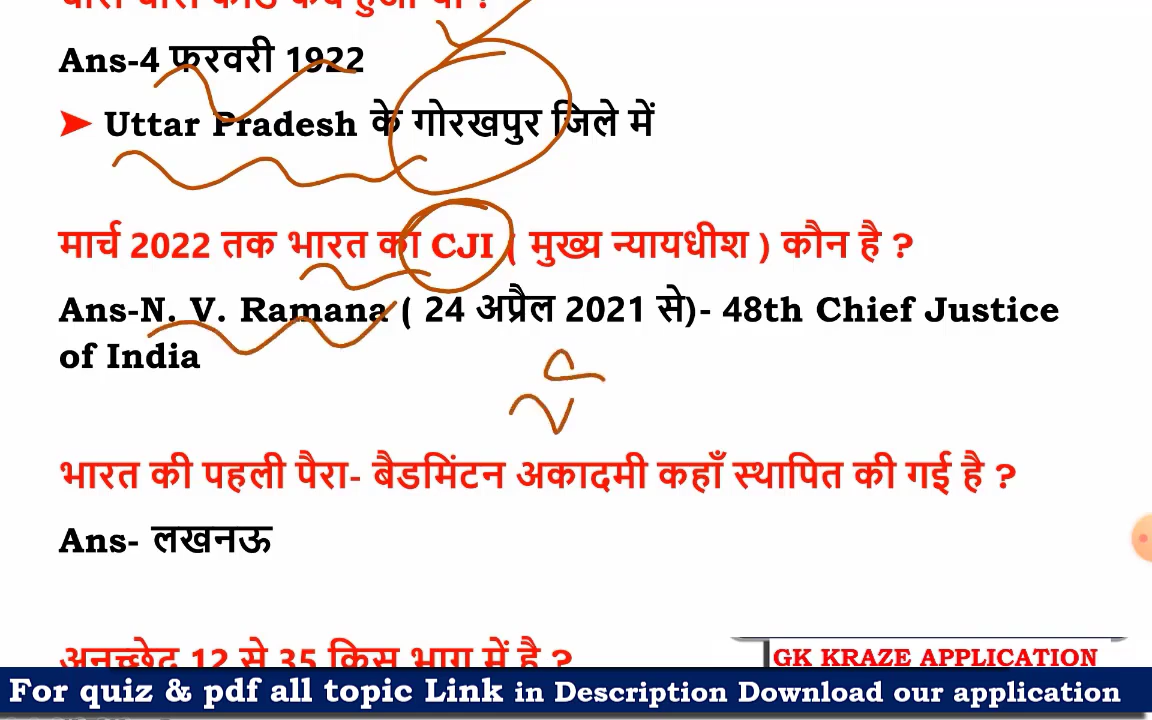 Ans-4 फरवरी 1922
➤ Uttar Pradesh के गोरखपुर जिले में
मार्च 2022 तक भारत का CJI ( मुख्य न्यायधीश ) कौन है ?
Ans-N. V. Ramana ( 24 अप्रैल 2021 से)- 48th Chief Justice
of India
भारत की पहली पैरा- बैडमिंटन अकादमी कहाँ स्थापित की गई है ?
Ans- लखनऊ
अनुच्छेद 12 से 35 किस भाग में है ?
GK KRAZE APPLICATION
For quiz & pdf all topic Link in Description Download our application